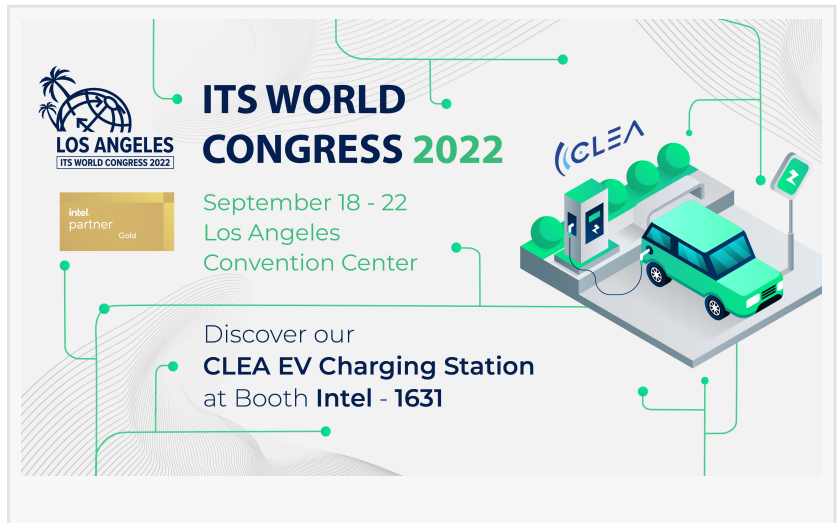 LOS ANGELES
ITS WORLD CONGRESS 2022
ITS WORLD
CONGRESS 2022
CLEA
intel
partner
Gold
September 18 - 22
Los Angeles
Convention Center
Discover our
CLEA EV Charging Station
at Booth Intel - 1631